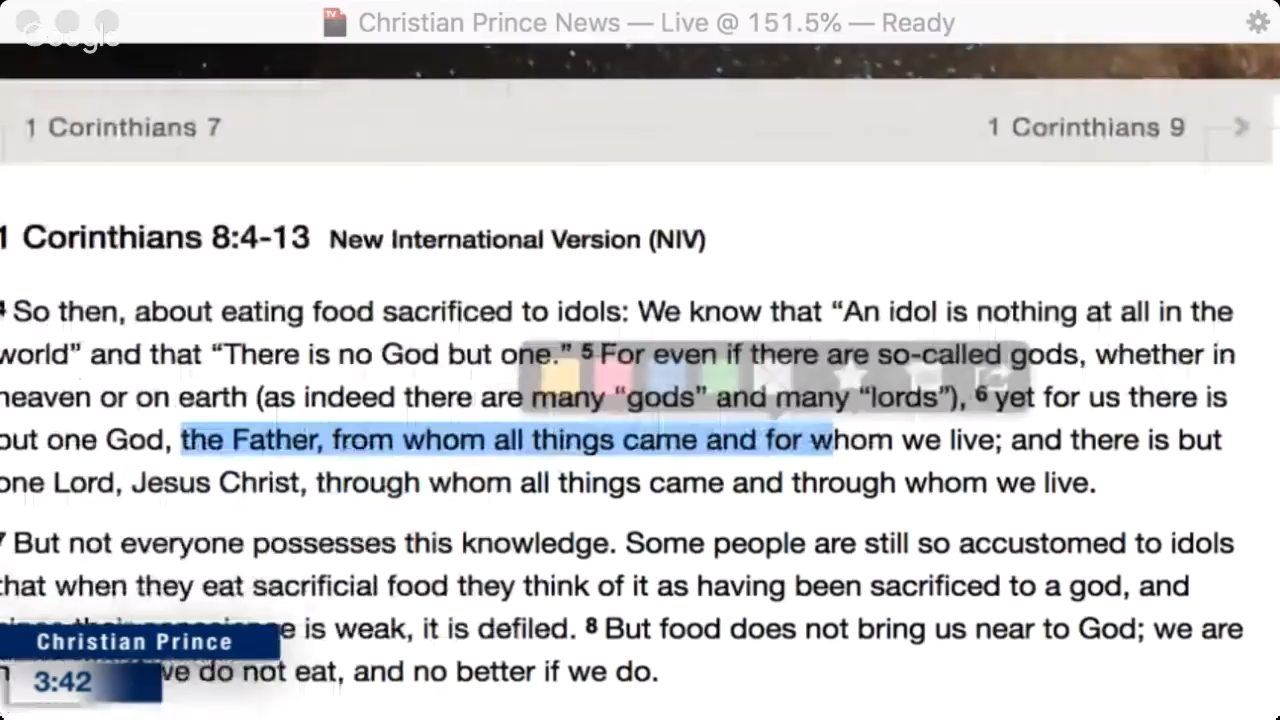 Christian Prince News — Live @ 151.5% — Ready
Google
1 Corinthians 7
1 Corinthians 9
1 Corinthians 8:4-13 New International Version (NIV)
4 So then, about eating food sacrificed to idols: We know that “An idol is nothing at all in the
world” and that “There is no God but one.” 5 For even if there are so-called gods, whether in
heaven or on earth (as indeed there are many “gods” and many “lords”), 6 yet for us there is
but one God, the Father, from whom all things came and for whom we live; and there is but
one Lord, Jesus Christ, through whom all things came and through whom we live.
7 But not everyone possesses this knowledge. Some people are still so accustomed to idols
that when they eat sacrificial food they think of it as having been sacrificed to a god, and
since their conscience is weak, it is defiled. 8 But food does not bring us near to God; we are
we do not eat, and no better if we do.
Christian Prince
3:42